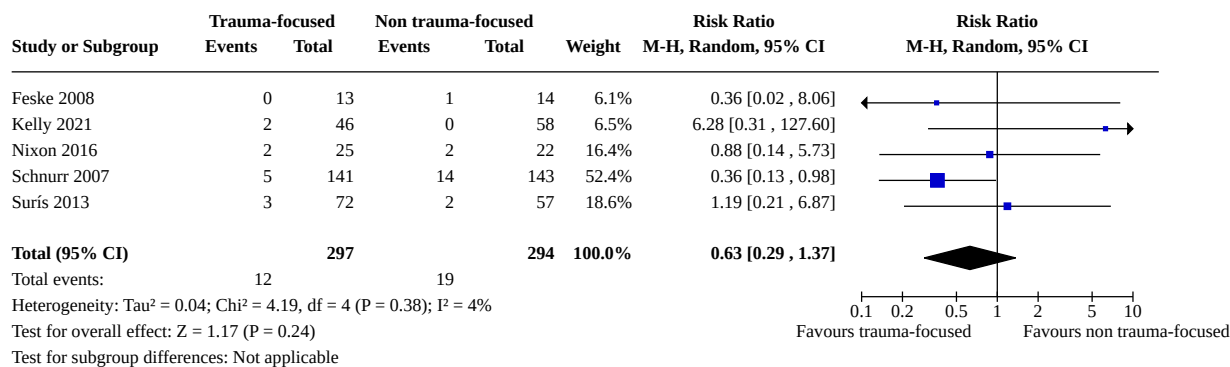 Trauma-focused Non trauma-focused Risk Ratio Risk Ratio
Study or Subgroup Events Total Events Total Weight M-H, Random, 95% CI M-H, Random, 95% CI
Feske 2008 0 13 1 14 6.1% 0.36 [0.02 , 8.06]
Kelly 2021 2 46 0 58 6.5% 6.28 [0.31 , 127.60]
Nixon 2016 2 25 2 22 16.4% 0.88 [0.14 , 5.73]
Schnurr 2007 5 141 14 143 52.4% 0.36 [0.13 , 0.98]
Surís 2013 3 72 2 57 18.6% 1.19 [0.21 , 6.87]
Total (95% CI) 297 294 100.0% 0.63 [0.29 , 1.37]
Total events: 12 19
Heterogeneity: Tau² = 0.04; Chi² = 4.19, df = 4 (P = 0.38); I² = 4%
0.1 0.2 0.5 1 2 5 10
Test for overall effect: Z = 1.17 (P = 0.24) Favours trauma-focused Favours non trauma-focused
Test for subgroup differences: Not applicable